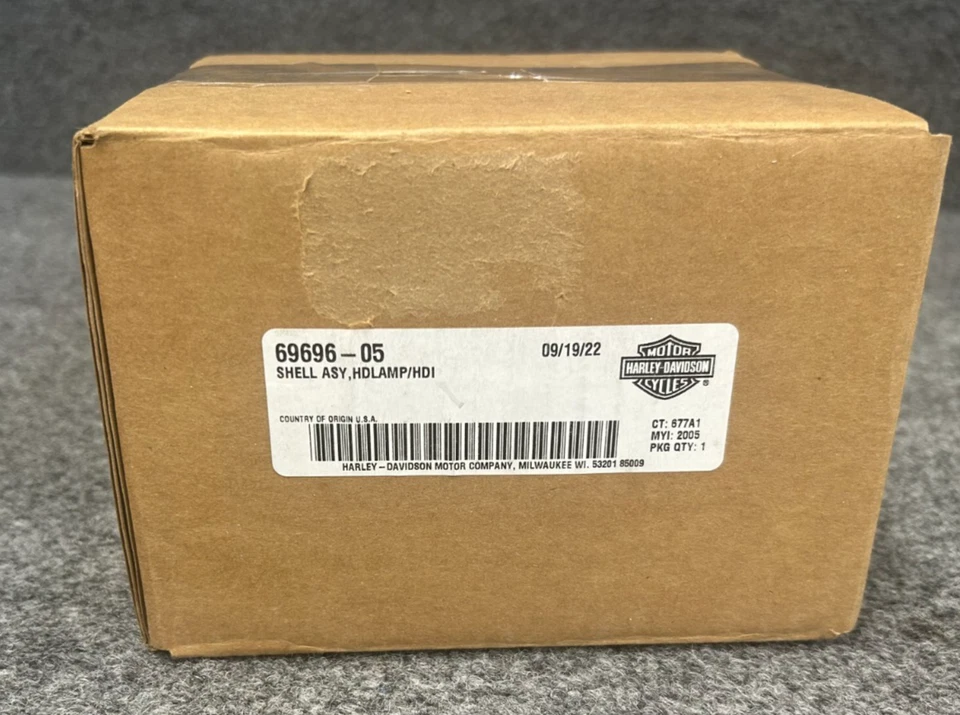 69696-05
09/19/22
SHELL ASY,HDLAMP/HDI
MOTOR
HARLEY-DAVIDSON
CYCLES
®
COUNTRY OF ORIGIN U.S.A.
CT: 677A1
MYI: 2005
PKG QTY: 1
HARLEY-DAVIDSON MOTOR COMPANY, MILWAUKEE WI. 53201 85009